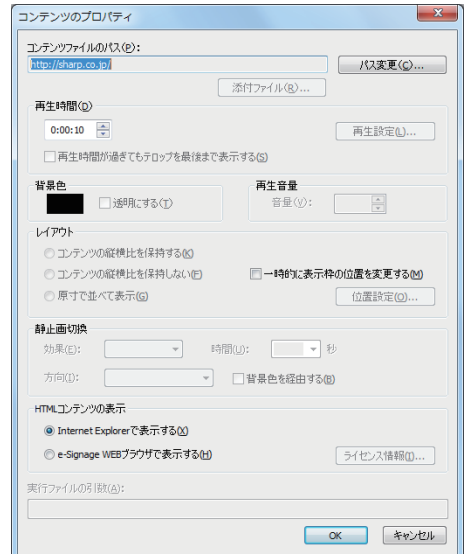 コンテンツのプロパティ
コンテンツファイルのパス(P):
http://sharp.co.jp/
パス変更(C)...
添付ファイル(R)...
再生時間(D)
0:00:10
再生設定(L)...
再生時間が過ぎてもテロップを最後まで表示する(S)
背景色
透明にする(T)
再生音量
音量(V):
レイアウト
コンテンツの縦横比を保持する(K)
コンテンツの縦横比を保持しない(F)
一時的に表示枠の位置を変更する(M)
原寸で並べて表示(G)
位置設定(O)...
静止画切換
効果(E):
時間(U):
秒
方向(I):
背景色を経由する(B)
HTMLコンテンツの表示
Internet Explorerで表示する(X)
e-Signage WEBブラウザで表示する(H)
ライセンス情報(J)...
実行ファイルの引数(A):
OK
キャンセル